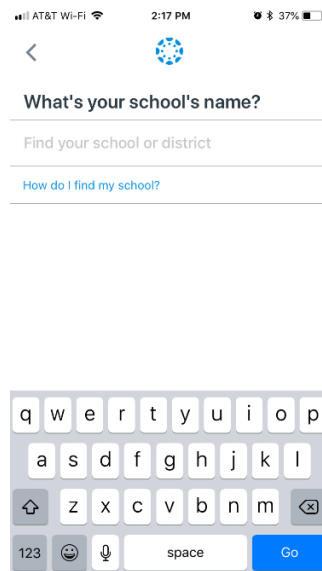 AT&T Wi-Fi 2:17 PM 37%
What's your school's name?
Find your school or district
How do I find my school?
q w e r t y u i o p
a s d f g h j k l
z x c v b n m
123 space Go